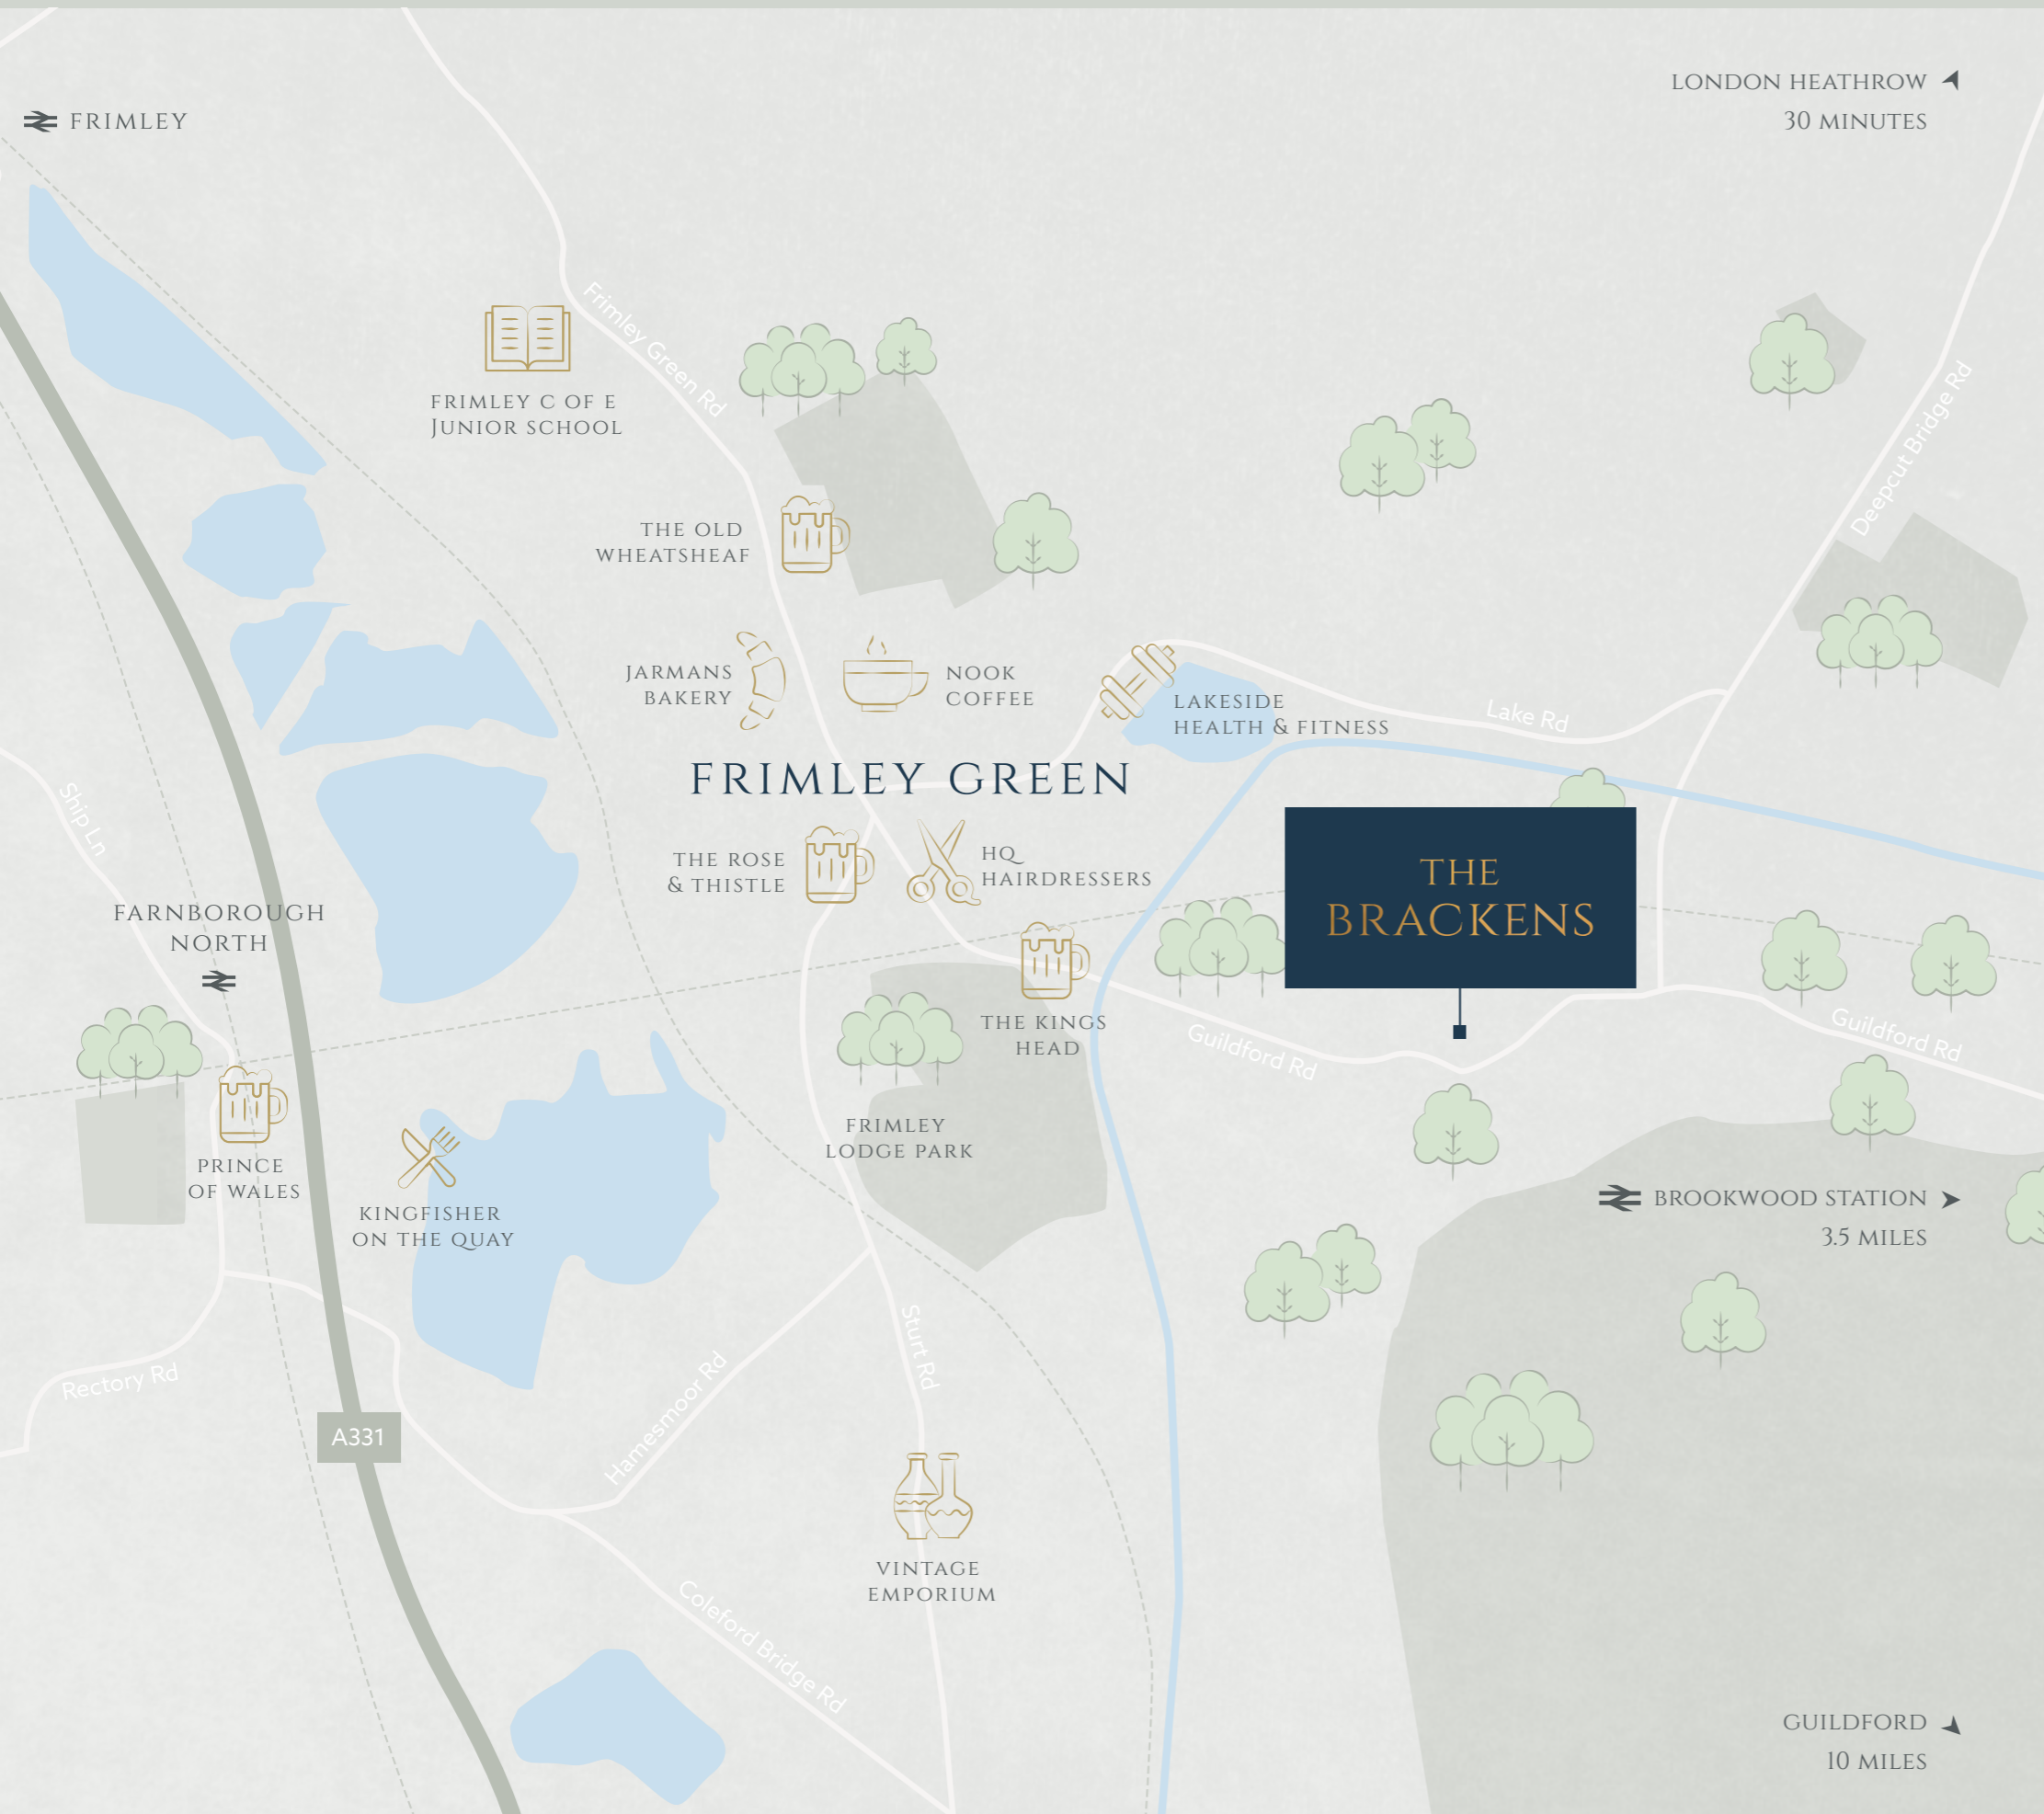 LONDON HEATHROW
30 MINUTES
FRIMLEY
Frimley Green Rd
FRIMLEY C OF E
JUNIOR SCHOOL
Deepcut Bridge Rd
THE OLD
WHEATSHEAF
JARMANS
BAKERY
NOOK
COFFEE
LAKESIDE
HEALTH & FITNESS
Lake Rd
FRIMLEY GREEN
Ship Ln
THE ROSE
& THISTLE
HQ
HAIRDRESSERS
THE
BRACKENS
FARNBOROUGH
NORTH
THE KINGS
HEAD
Guildford Rd
Guildford Rd
FRIMLEY
LODGE PARK
PRINCE
OF WALES
KINGFISHER
ON THE QUAY
BROOKWOOD STATION
3.5 MILES
Sturt Rd
Rectory Rd
Hamesmoor Rd
A331
VINTAGE
EMPORIUM
Coleford Bridge Rd
GUILDFORD
10 MILES